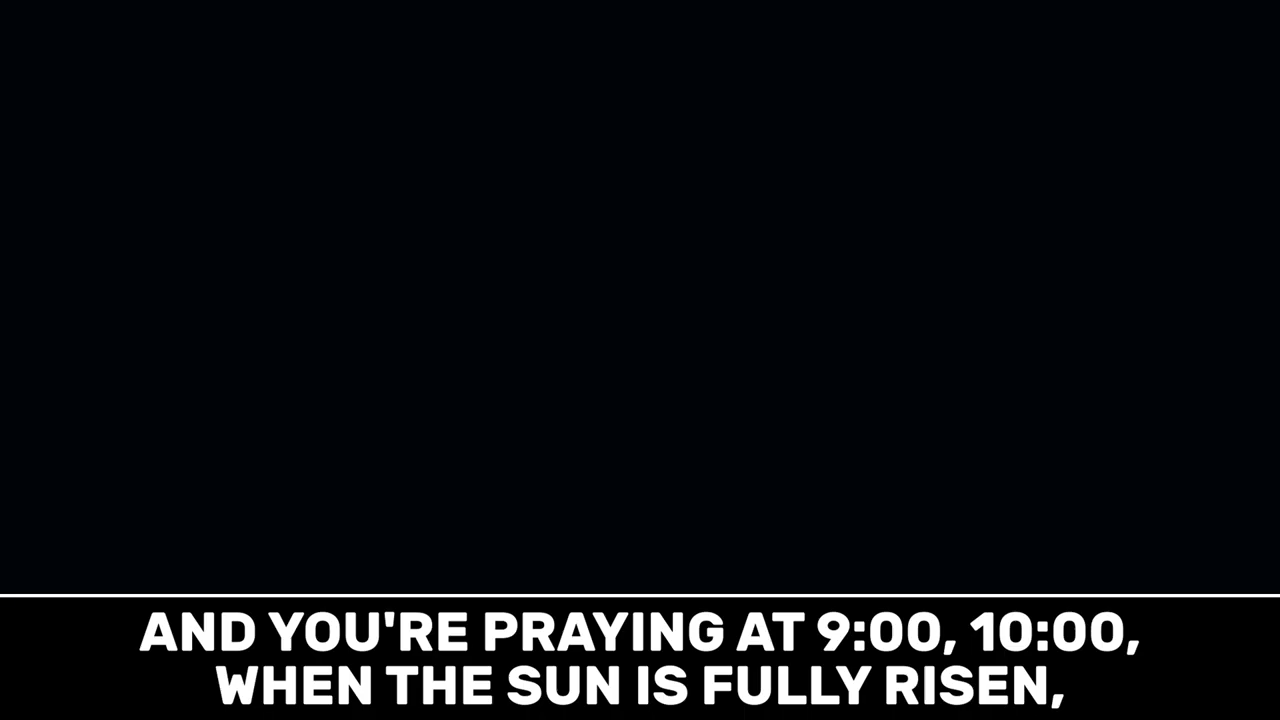 AND YOU'RE PRAYING AT 9:00, 10:00,
WHEN THE SUN IS FULLY RISEN,